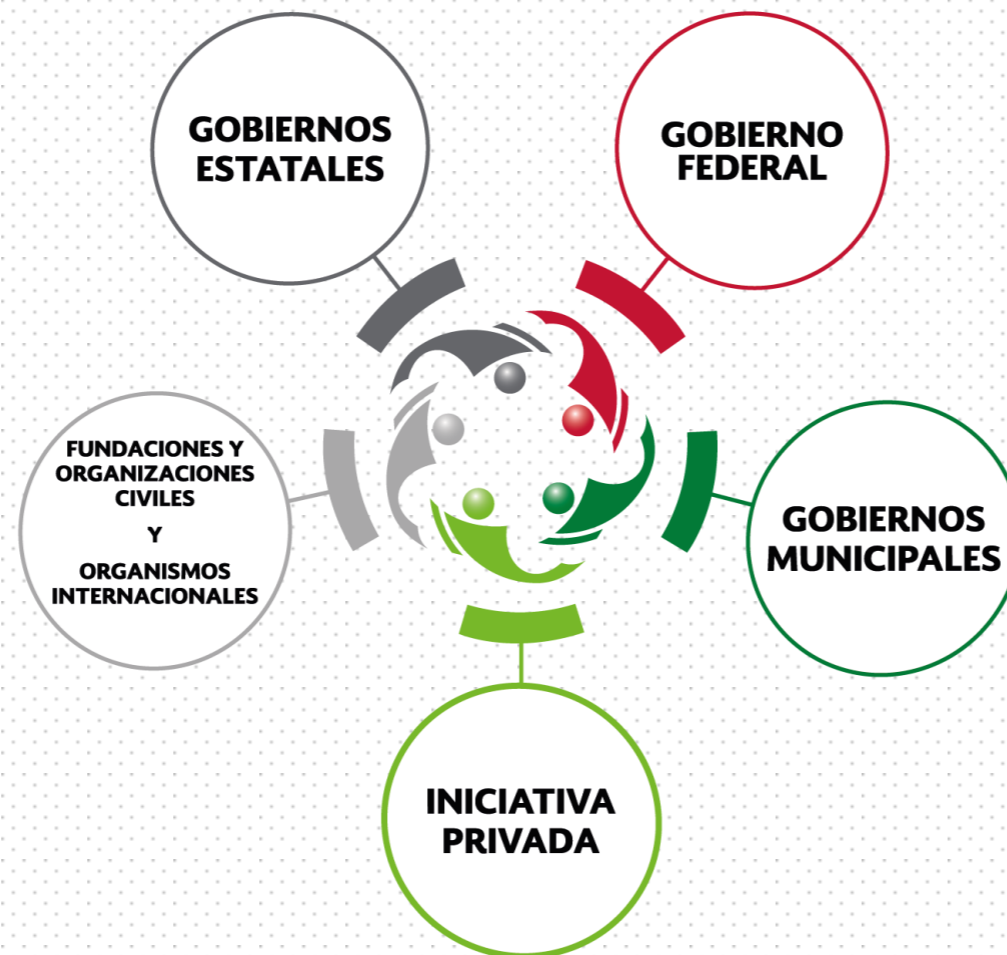 GOBIERNOS
ESTATALES
GOBIERNO
FEDERAL
FUNDACIONES Y
ORGANIZACIONES
CIVILES
Y
ORGANISMOS
INTERNACIONALES
GOBIERNOS
MUNICIPALES
INICIATIVA
PRIVADA